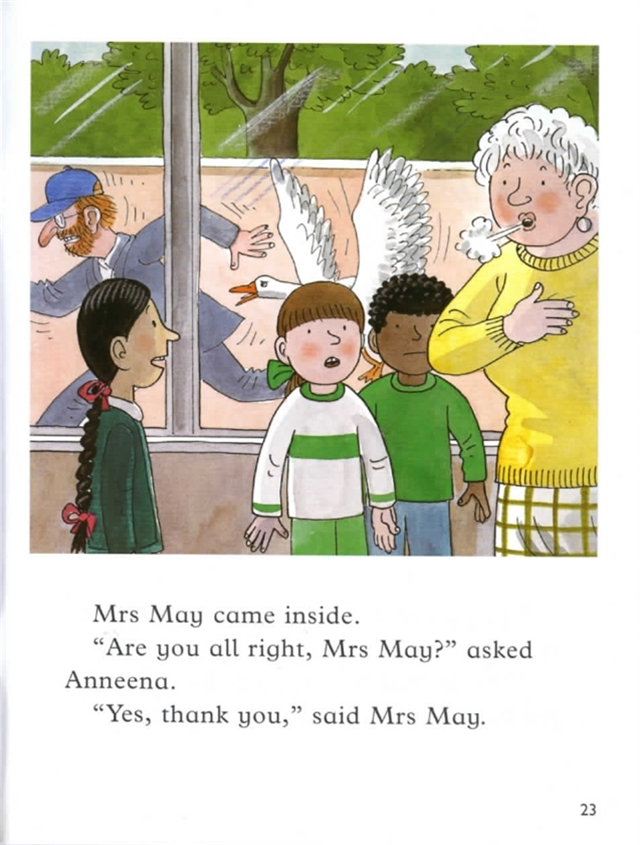 Mrs May came inside.
“Are you all right, Mrs May?” asked
Anneena.
“Yes, thank you,” said Mrs May.
23